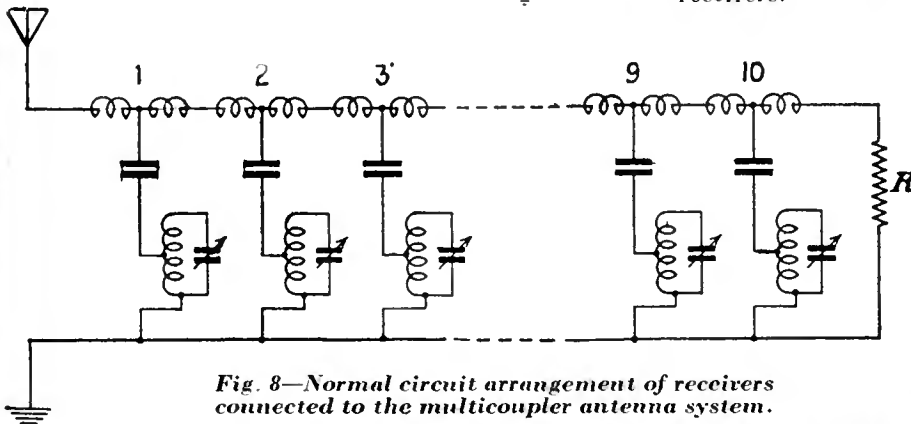 receivers.
1 2 3 9 10
R
Fig. 8—Normal circuit arrangement of receivers
connected to the multicoupler antenna system.